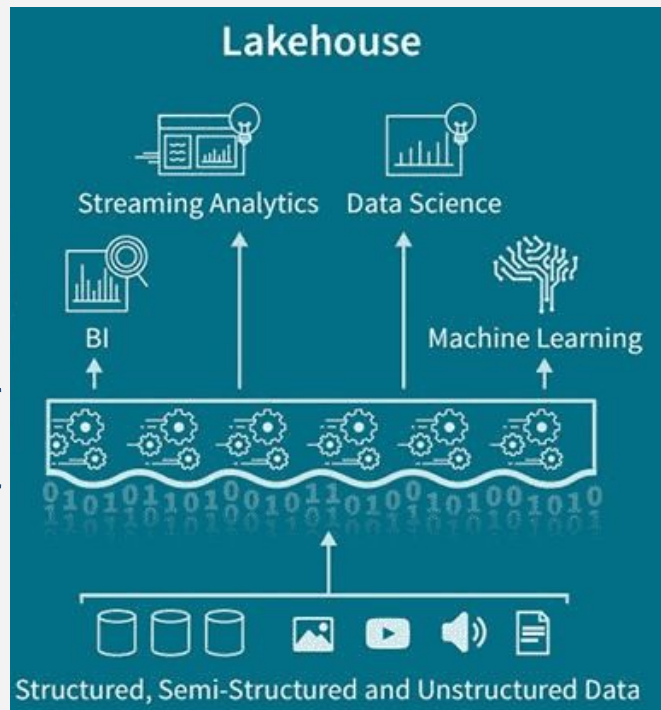 Lakehouse
Streaming Analytics Data Science
BI
Machine Learning
Structured, Semi-Structured and Unstructured Data